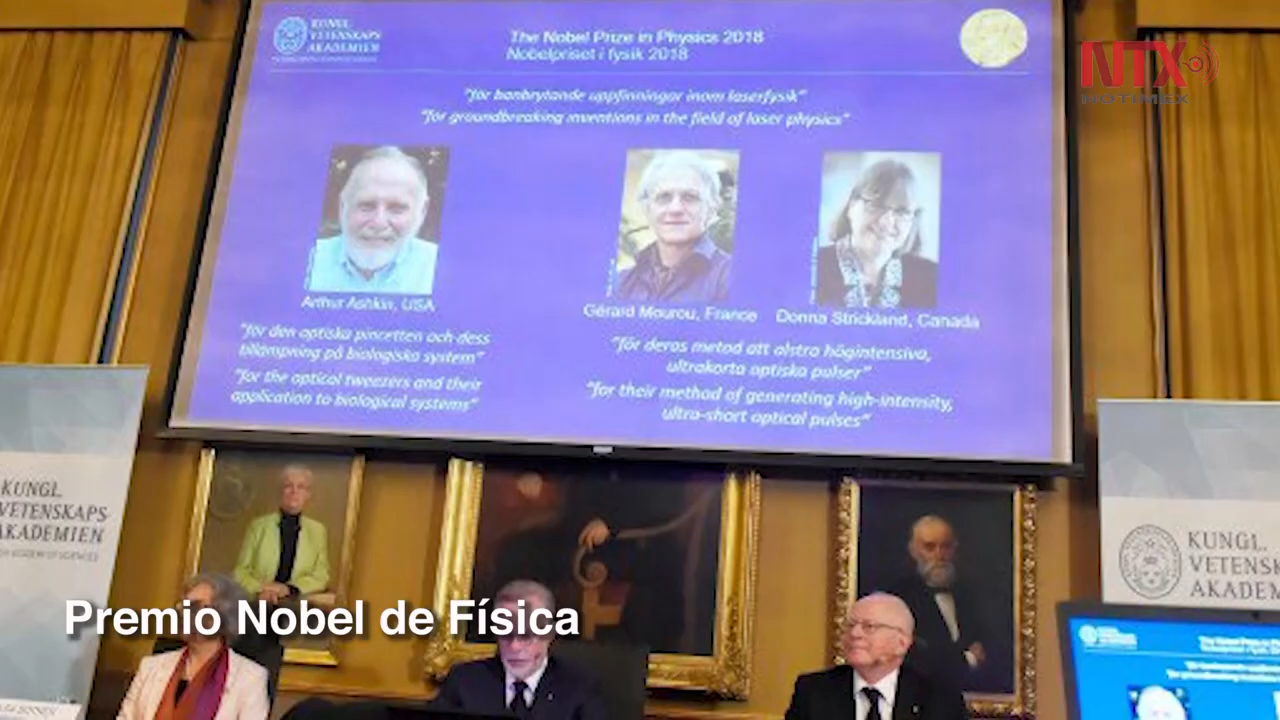 KUNGL.
VETENSKAPS
AKADEMIEN
The Nobel Prize in Physics 2018
Nobelpriset i fysik 2018
NTX
NOTIMEX
"för banbrytande uppfinningar inom laserfysik"
"for groundbreaking inventions in the field of laser physics"
Arthur Ashkin, USA
"för den optiska pincetten och dess
tillämpning på biologiska system"
"for the optical tweezers and their
application to biological systems"
Gérard Mourou, France
Donna Strickland, Canada
"för deras metod att alstra högintensiva,
ultrakorta optiska pulser"
"for their method of generating high-intensity,
ultra-short optical pulses"
KUNGL.
VETENSKAPS
AKADEMIEN
KUNGL.
VETENSK
AKADEM
Premio Nobel de Física